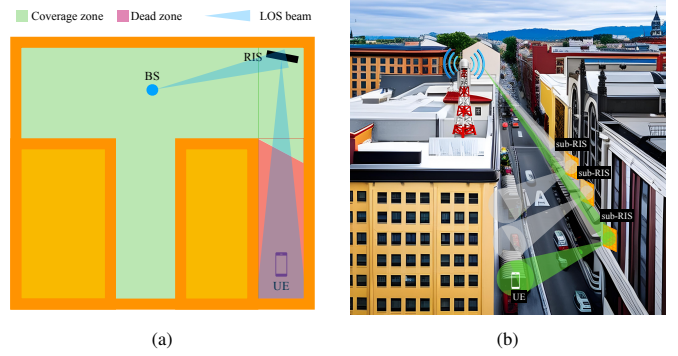 Coverage zone Dead zone LOS beam
RIS
BS
UE
sub-RIS
sub-RIS
sub-RIS
UE
(a) (b)